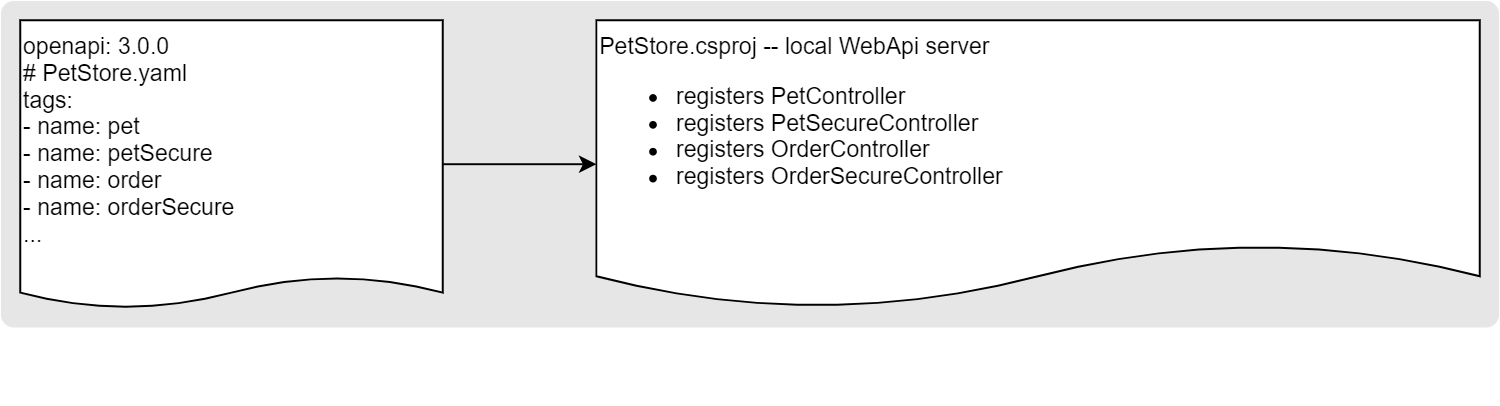 openapi: 3.0.0
# PetStore.yaml
tags:
- name: pet
- name: petSecure
- name: order
- name: orderSecure
...
PetStore.csproj -- local WebApi server
• registers PetController
• registers PetSecureController
• registers OrderController
• registers OrderSecureController